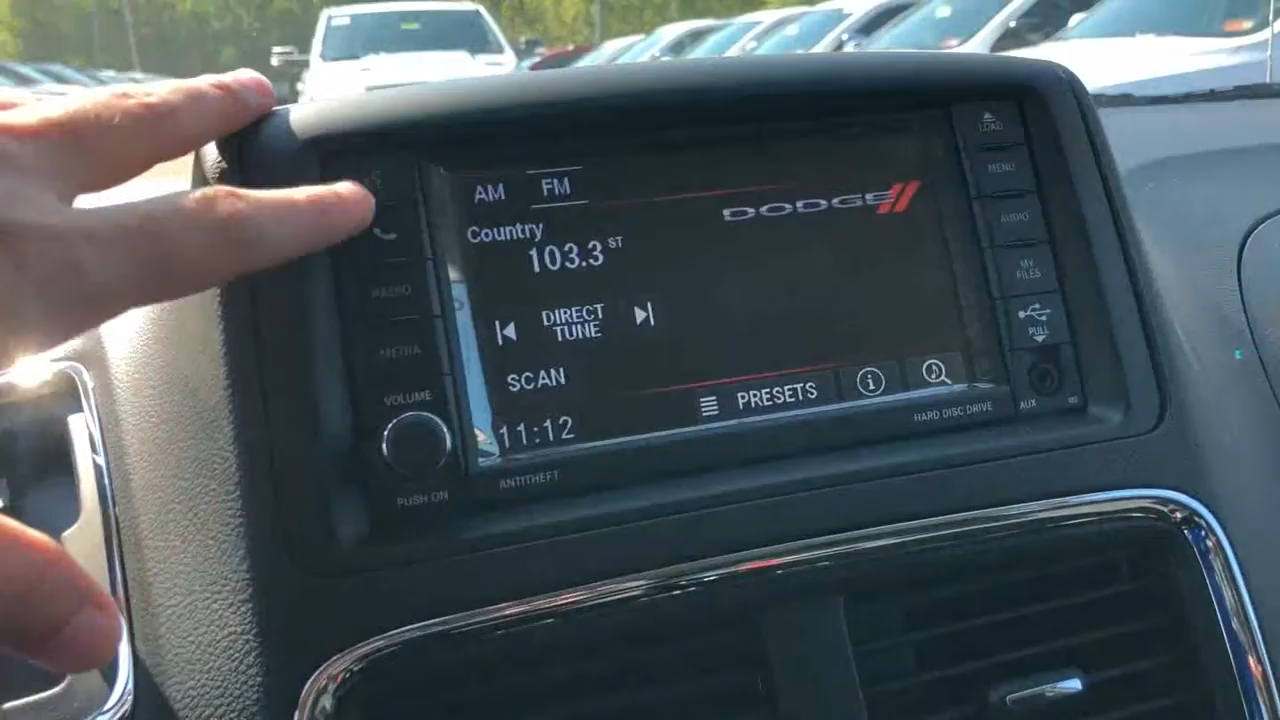 AM FM
Country
103.3 ST
DIRECT
TUNE
SCAN
11:12
PRESETS
DODGE
RADIO
MEDIA
VOLUME
PUSH ON
ANTITHEFT
HARD DISC DRIVE
LOAD
MENU
AUDIO
MY
FILES
PULL
AUX